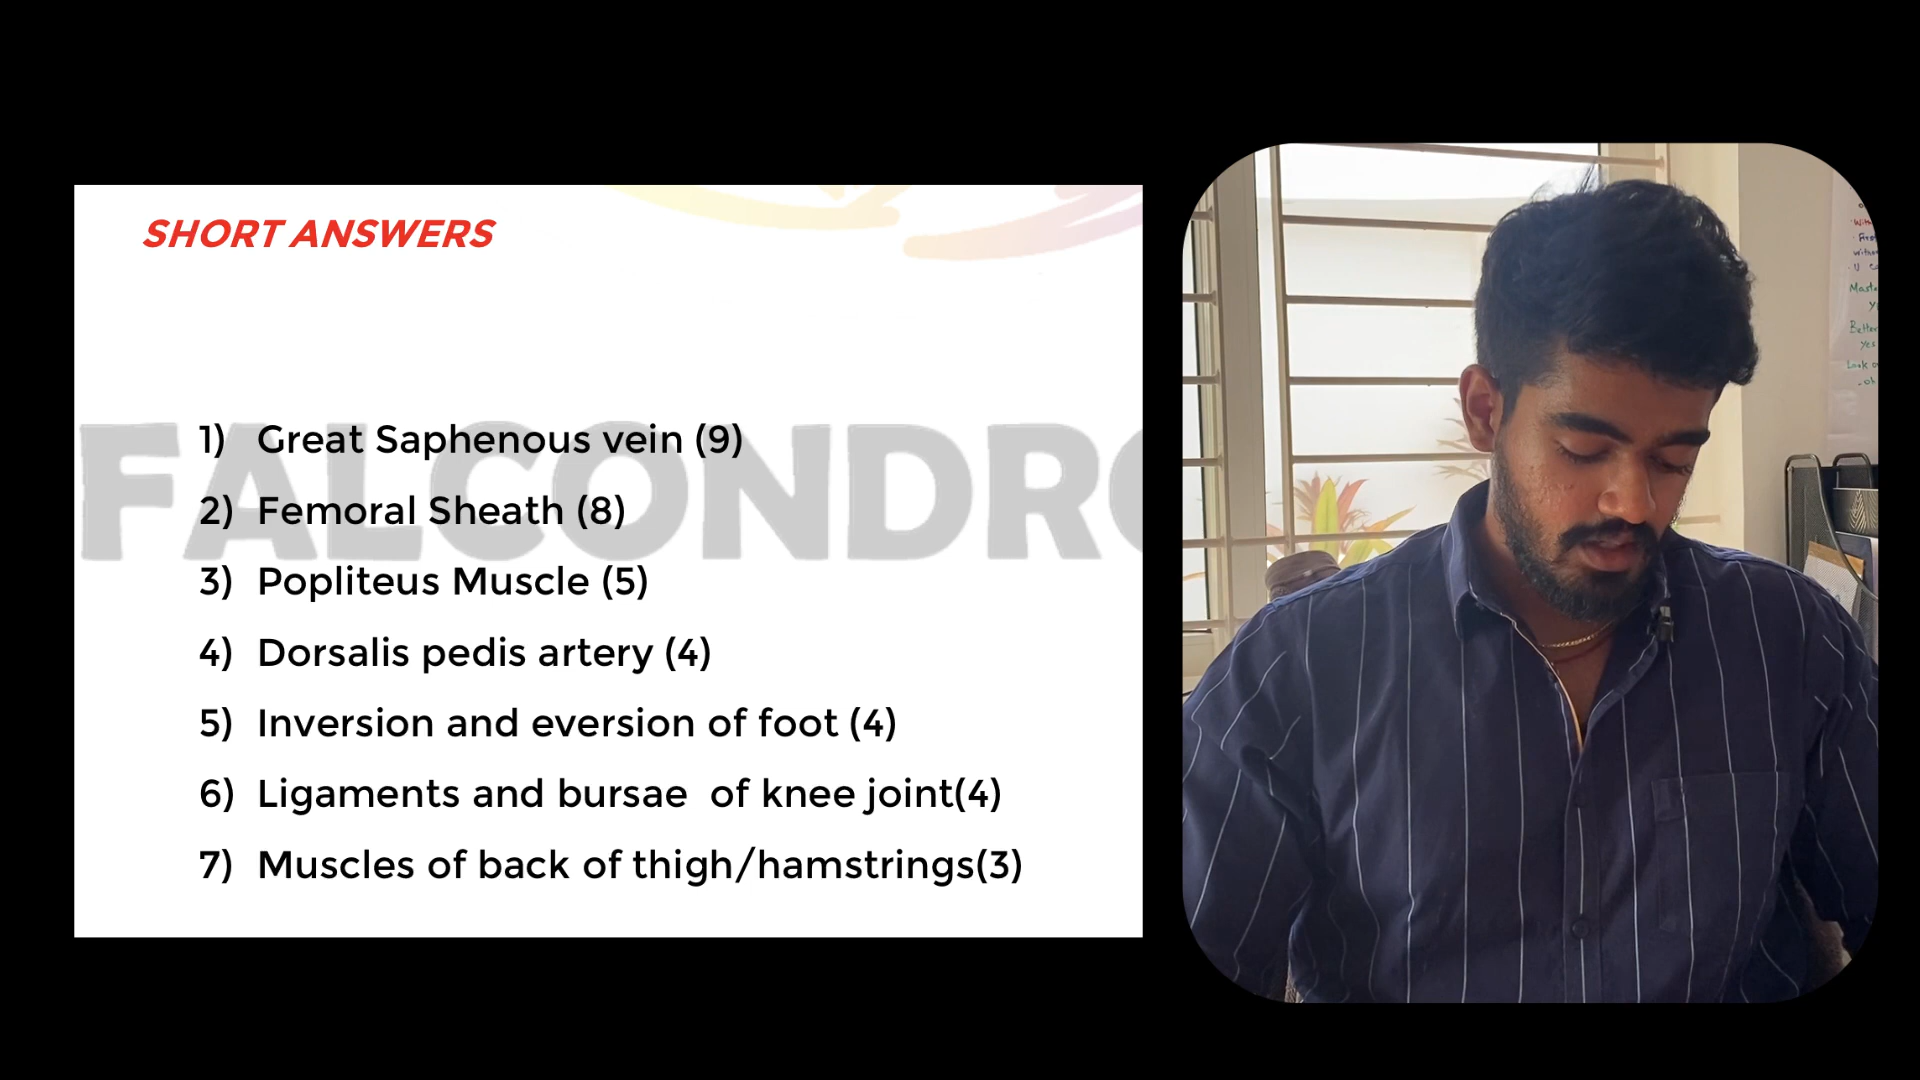 SHORT ANSWERS
FALCONDR
1) Great Saphenous vein (9)
2) Femoral Sheath (8)
3) Popliteus Muscle (5)
4) Dorsalis pedis artery (4)
5) Inversion and eversion of foot (4)
6) Ligaments and bursae  of knee joint(4)
7) Muscles of back of thigh/hamstrings(3)